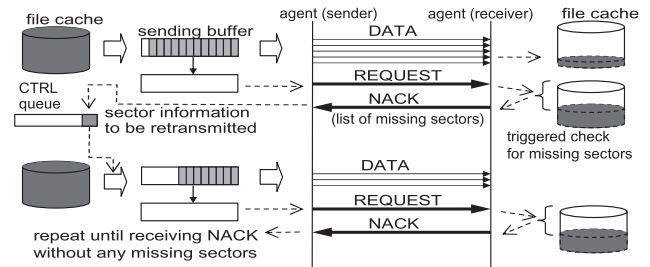 agent (sender)
agent (receiver)
file cache
sending buffer
file cache
DATA
REQUEST
NACK
(list of missing sectors)
CTRL
queue
sector information
to be retransmitted
triggered check
for missing sectors
DATA
REQUEST
NACK
repeat until receiving NACK
without any missing sectors